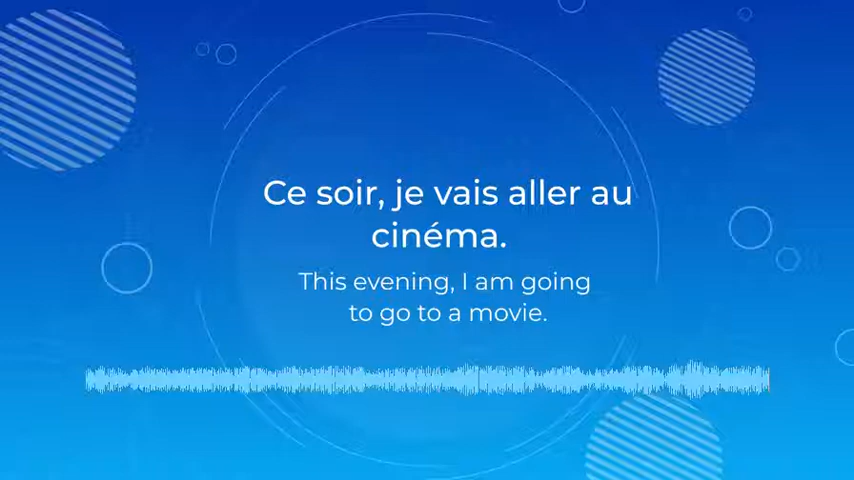 Ce soir, je vais aller au
cinéma.
This evening, I am going
to go to a movie.